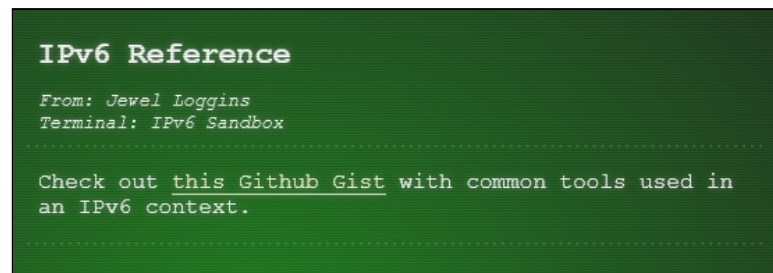 IPv6 Reference
From: Jewel Loggins
Terminal: IPv6 Sandbox
Check out this Github Gist with common tools used in
an IPv6 context.